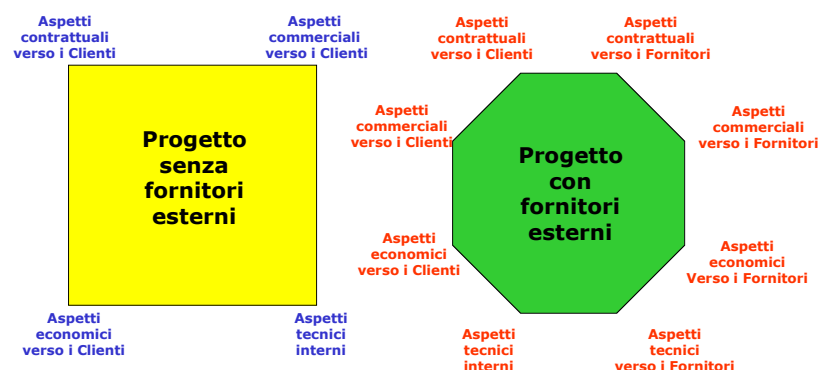 Aspetti
contrattuali
verso i Clienti
Aspetti
commerciali
verso i Clienti
Progetto
senza
fornitori
esterni
Aspetti
economici
verso i Clienti
Aspetti
tecnici
interni
Aspetti
contrattuali
verso i Clienti
Aspetti
contrattuali
verso i Fornitori
Aspetti
commerciali
verso i Clienti
Aspetti
commerciali
verso i Fornitori
Progetto
con
fornitori
esterni
Aspetti
economici
verso i Clienti
Aspetti
economici
Verso i Fornitori
Aspetti
tecnici
interni
Aspetti
tecnici
verso i Fornitori